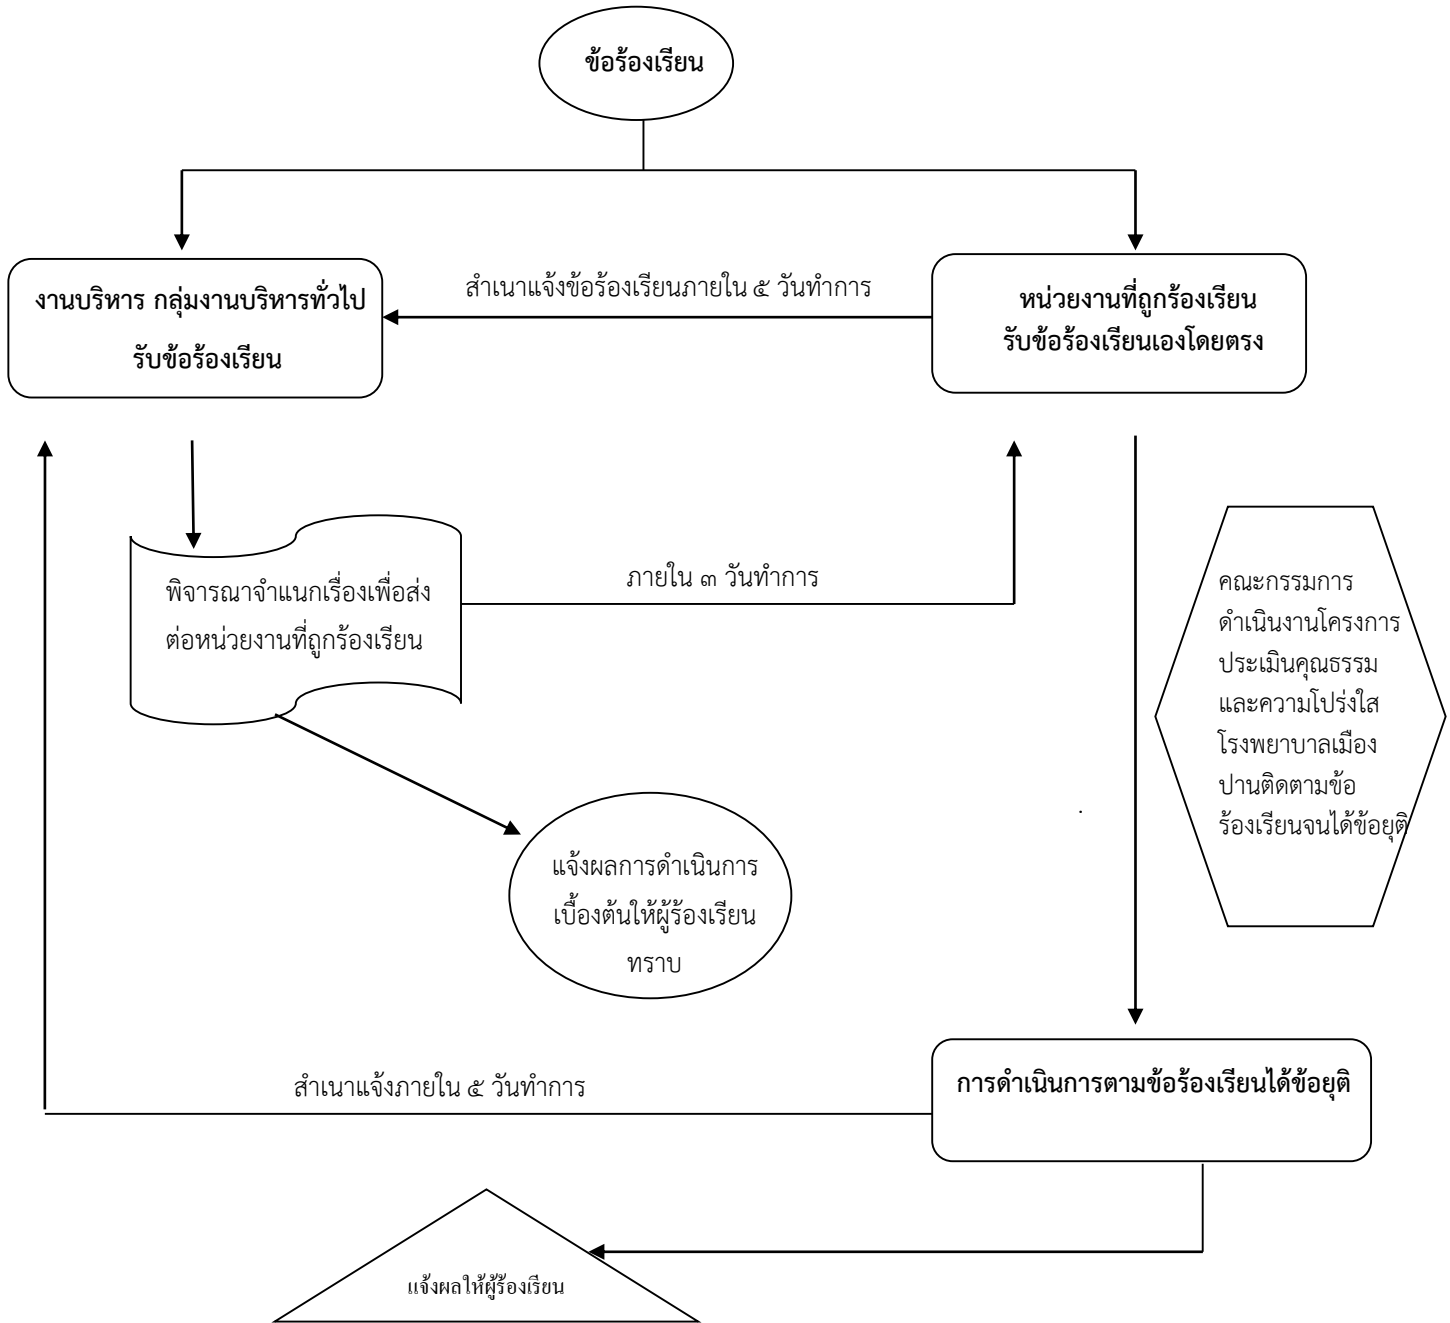 ข้อร้องเรียน
งานบริหาร กลุ่มงานบริหารทั่วไป
รับข้อร้องเรียน
สำเนาแจ้งข้อร้องเรียนภายใน ๕ วันทำการ
หน่วยงานที่ถูกร้องเรียน
รับข้อร้องเรียนเองโดยตรง
พิจารณาจำแนกเรื่องเพื่อส่ง
ต่อหน่วยงานที่ถูกร้องเรียน
ภายใน ๓ วันทำการ
คณะกรรมการ
ดำเนินงานโครงการ
ประเมินคุณธรรม
และความโปร่งใส
โรงพยาบาลเมือง
ปานติดตามข้อ
ร้องเรียนจนได้ข้อยุติ
.
แจ้งผลการดำเนินการ
เบื้องต้นให้ผู้ร้องเรียน
ทราบ
สำเนาแจ้งภายใน ๕ วันทำการ
การดำเนินการตามข้อร้องเรียนได้ข้อยุติ
แจ้งผลให้ผู้ร้องเรียน